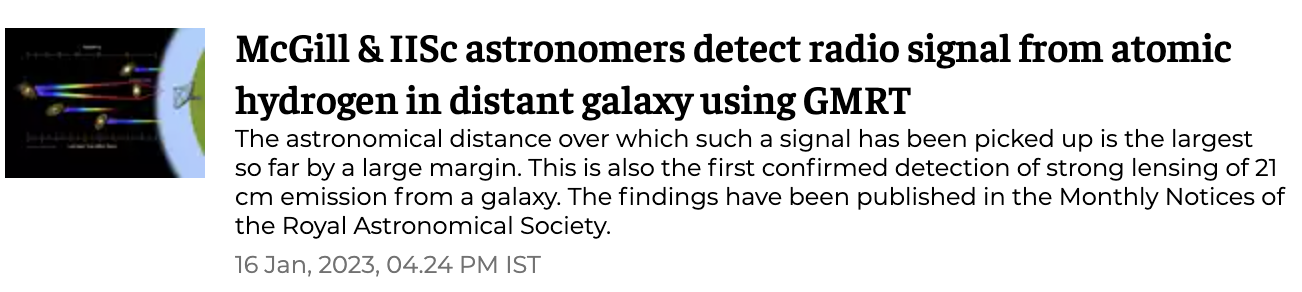 McGill & IISc astronomers detect radio signal from atomic
hydrogen in distant galaxy using GMRT
The astronomical distance over which such a signal has been picked up is the largest
so far by a large margin. This is also the first confirmed detection of strong lensing of 21
cm emission from a galaxy. The findings have been published in the Monthly Notices of
the Royal Astronomical Society.
16 Jan, 2023, 04.24 PM IST